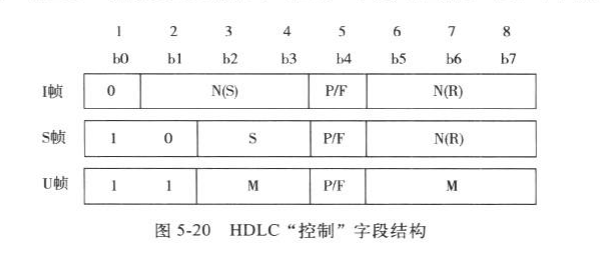 1 2 3 4 5 6 7 8
b0 b1 b2 b3 b4 b5 b6 b7
I帧 0 N(S) P/F N(R)
S帧 1 0 S P/F N(R)
U帧 1 1 M P/F M
图 5-20 HDLC“控制”字段结构